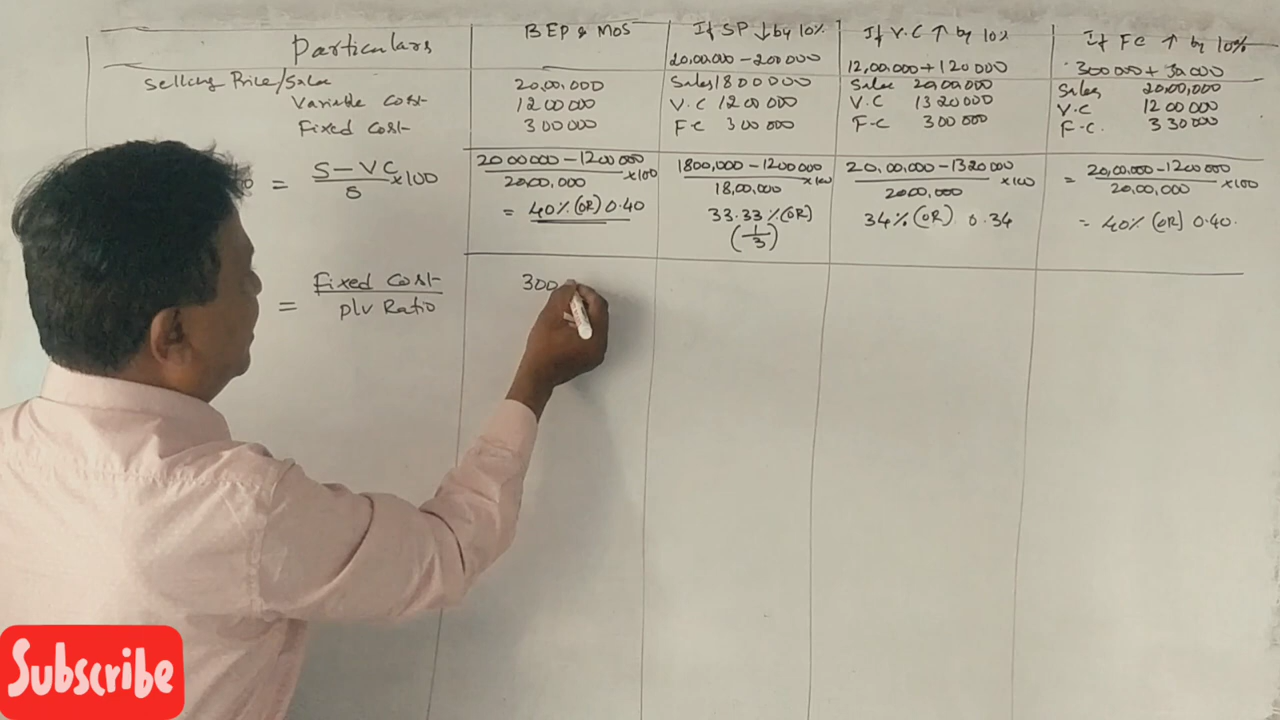 Particulars BEP & MOS If SP ↓ by 10% If V.C ↑ by 10% If FC ↑ by 10%
20,00,000 - 200000 12,00,000 + 120000 300000 + 30000
Selling Price/Sales 20,00,000 Sales 1800000 Sales 2000000 Sales 20,00,000
Variable Cost 1200000 V.C 1200000 V.C 1320000 V.C 1200000
Fixed Cost 300000 F-C 300000 F-C 300000 F-C. 330000
= S-VC/S ×100 2000000-1200000/20,00,000 ×100 1800,000-1200000/18,00,000 ×100 20,00,000-1320000/2000,000 ×100 = 20,00,000-1200000/20,00,000 ×100
= 40% (OR) 0.40 33.33% (OR) 34% (OR) 0.34 = 40% (OR) 0.40.
(1/3)
= Fixed Cost/P/V Ratio 300
Subscribe